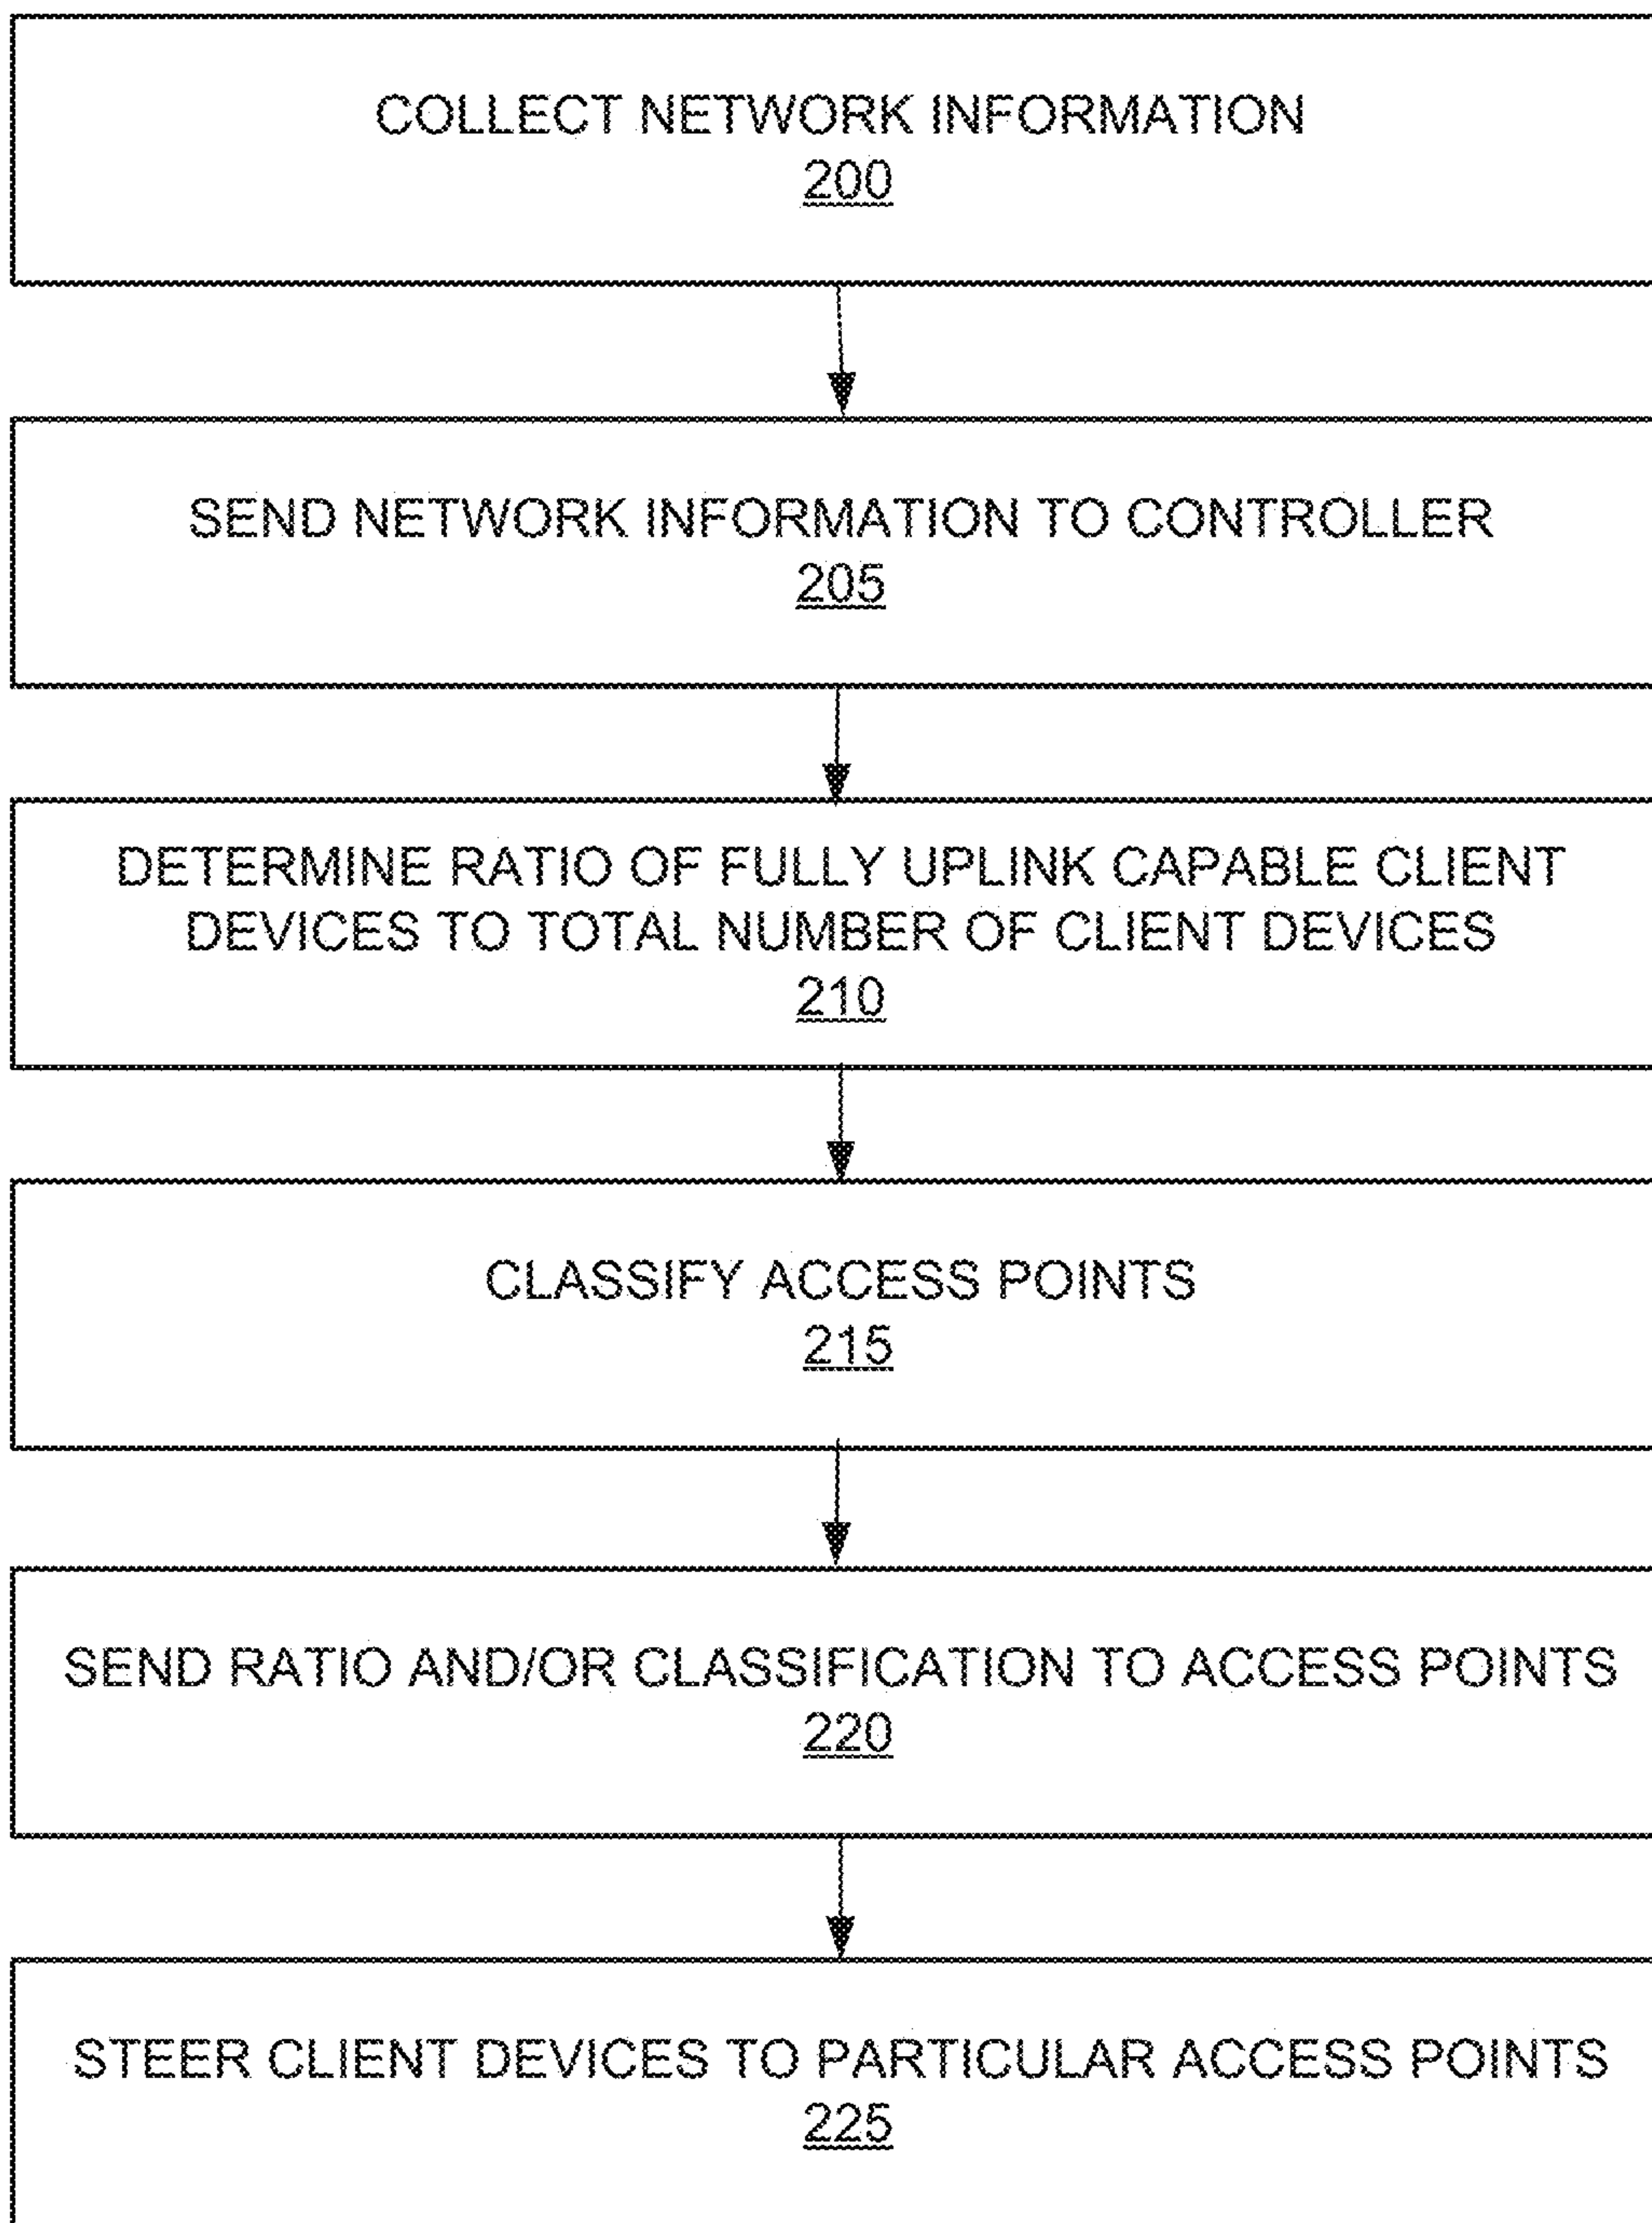 COLLECT NETWORK INFORMATION
200
SEND NETWORK INFORMATION TO CONTROLLER
205
DETERMINE RATIO OF FULLY UPLINK CAPABLE CLIENT
DEVICES TO TOTAL NUMBER OF CLIENT DEVICES
210
CLASSIFY ACCESS POINTS
215
SEND RATIO AND/OR CLASSIFICATION TO ACCESS POINTS
220
STEER CLIENT DEVICES TO PARTICULAR ACCESS POINTS
225